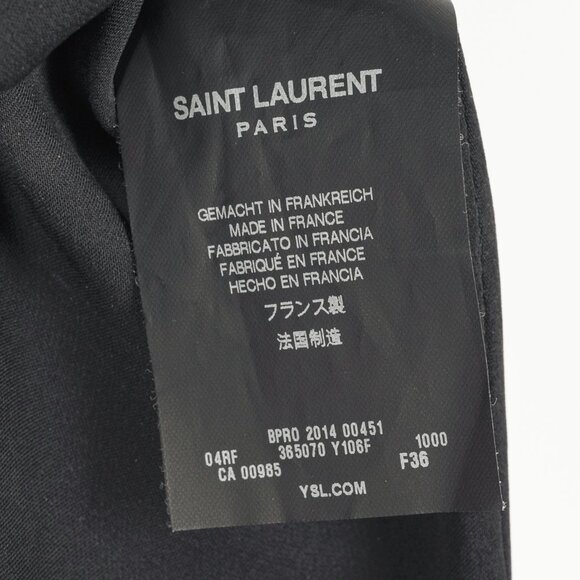 SAINT LAURENT
PARIS
GEMACHT IN FRANKREICH
MADE IN FRANCE
FABBRICATO IN FRANCIA
FABRIQUÉ EN FRANCE
HECHO EN FRANCIA
フランス製
法国制造
BPRO 2014 00451
04RF 365070 Y106F 1000
CA 00985 F36
YSL.COM